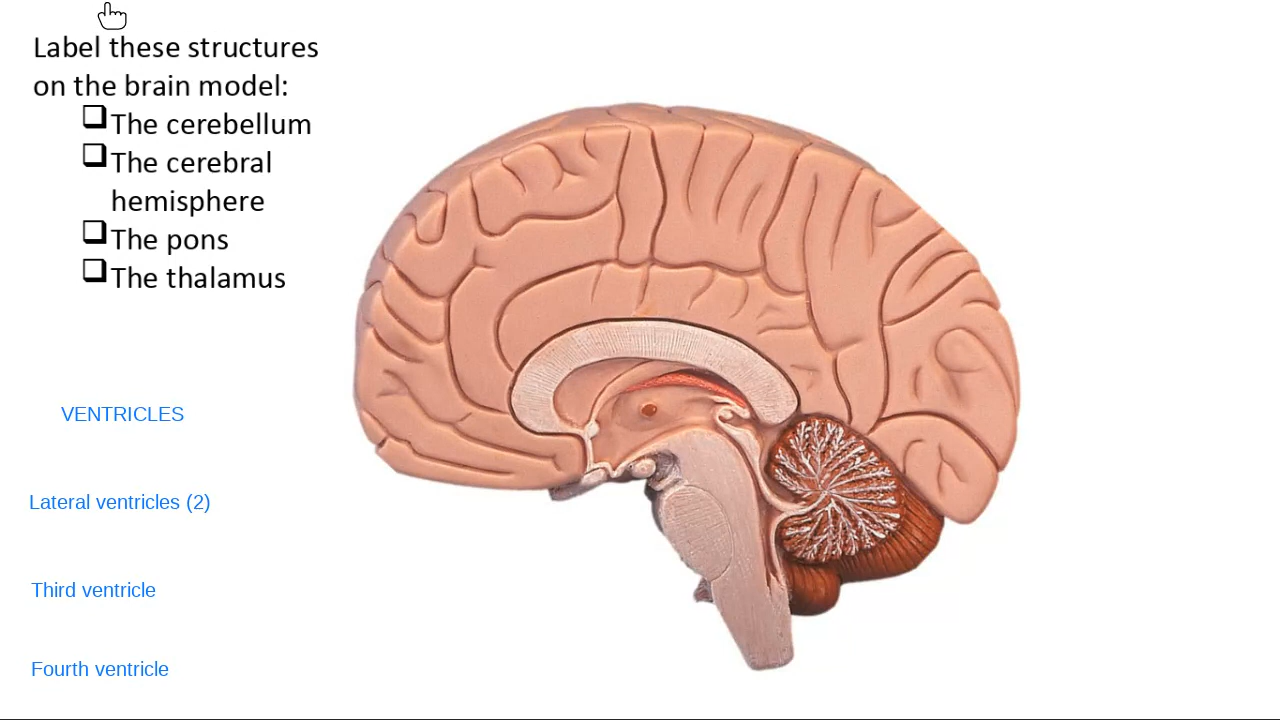 Label these structures
on the brain model:
❑The cerebellum
❑The cerebral
hemisphere
❑The pons
❑The thalamus
VENTRICLES
Lateral ventricles (2)
Third ventricle
Fourth ventricle